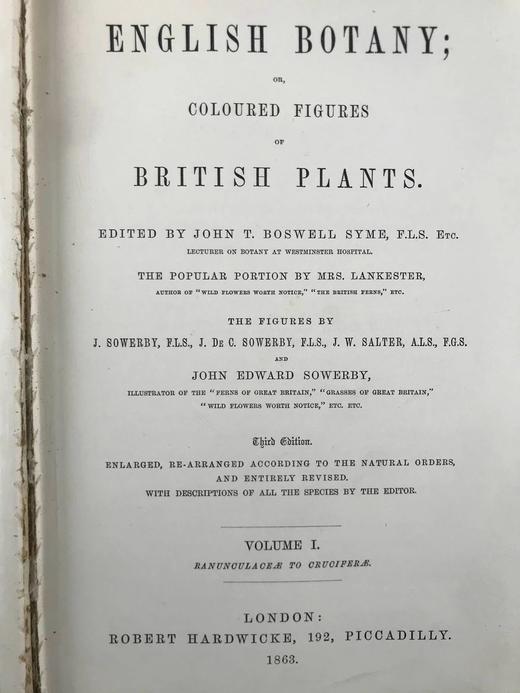 ENGLISH BOTANY;
OR,
COLOURED FIGURES
OF
BRITISH PLANTS.
EDITED BY JOHN T. BOSWELL SYME, F.L.S. Etc.
LECTURER ON BOTANY AT WESTMINSTER HOSPITAL.
THE POPULAR PORTION BY MRS. LANKESTER,
AUTHOR OF "WILD FLOWERS WORTH NOTICE," "THE BRITISH FERNS," ETC.
THE FIGURES BY
J. SOWERBY, F.L.S., J. De C. SOWERBY, F.L.S., J. W. SALTER, A.L.S., F.G.S.
AND
JOHN EDWARD SOWERBY,
ILLUSTRATOR OF THE "FERNS OF GREAT BRITAIN," "GRASSES OF GREAT BRITAIN,"
"WILD FLOWERS WORTH NOTICE," ETC. ETC.
Third Edition.
ENLARGED, RE-ARRANGED ACCORDING TO THE NATURAL ORDERS,
AND ENTIRELY REVISED.
WITH DESCRIPTIONS OF ALL THE SPECIES BY THE EDITOR.
VOLUME I.
RANUNCULACEÆ TO CRUCIFERÆ.
LONDON:
ROBERT HARDWICKE, 192, PICCADILLY.
1863.